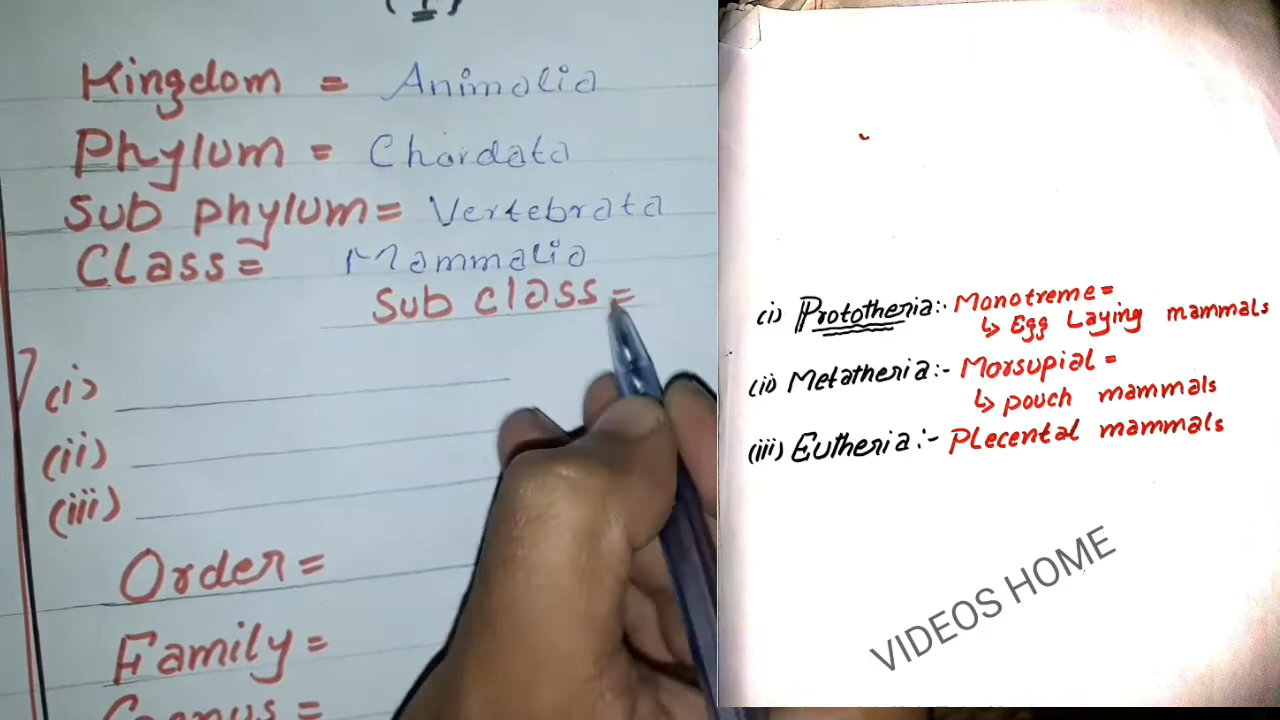 Kingdom = Animalia
Phylum = Chordata
Sub phylum = Vertebrata
Class = Mammalia
Sub class =
(i)
(ii)
(iii)
Order =
Family =
(i) Prototheria:- Monotreme =
↳ Egg Laying mammals
(ii) Metatheria:- Morsupial =
↳ pouch mammals
(iii) Eutheria:- Plecental mammals
VIDEOS HOME